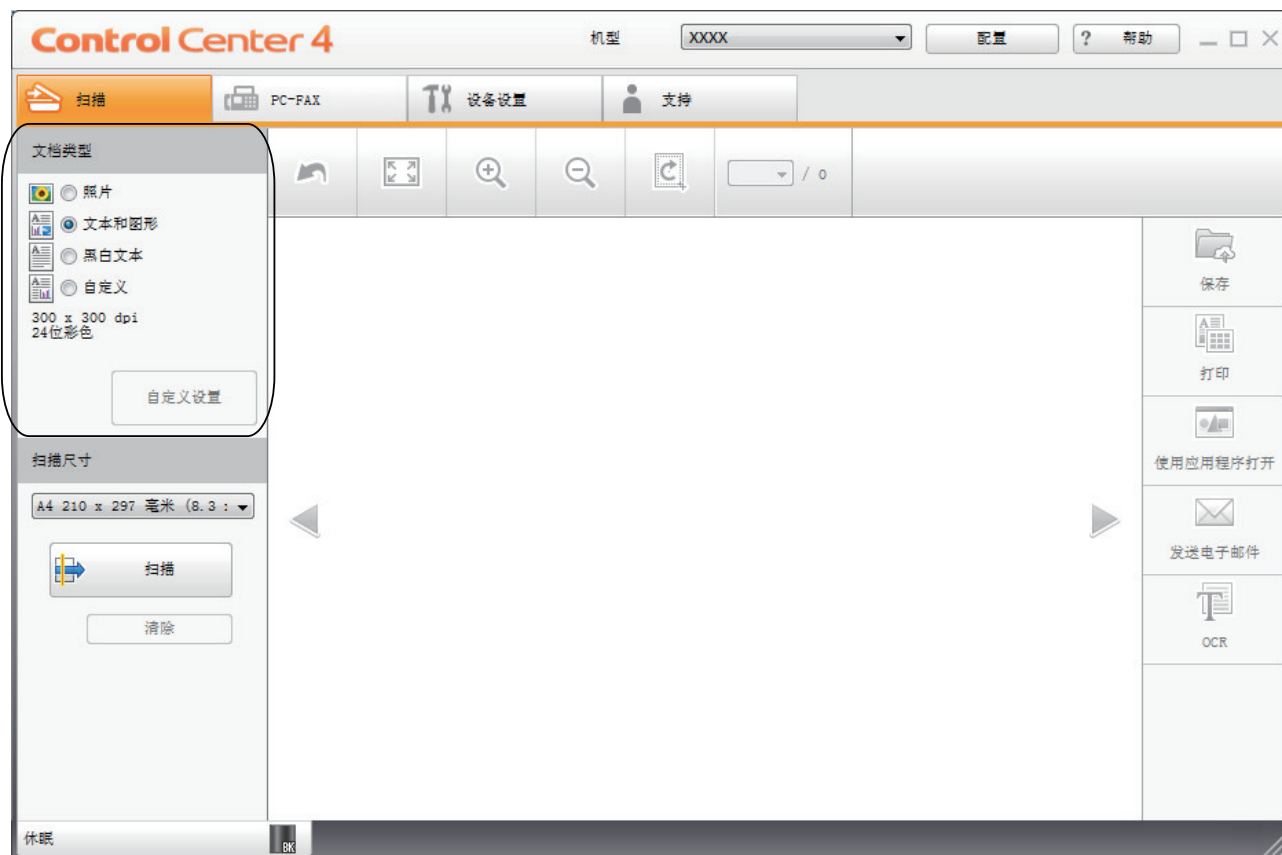 Control Center 4
机型 XXXX 配置 ? 帮助
扫描 PC-FAX 设备设置 支持
文档类型
照片
文本和图形
黑白文本
自定义
300 x 300 dpi
24位彩色
自定义设置
/ 0
扫描尺寸
A4 210 x 297 毫米 (8.3 :
扫描
清除
保存
打印
使用应用程序打开
发送电子邮件
OCR
休眠
BK